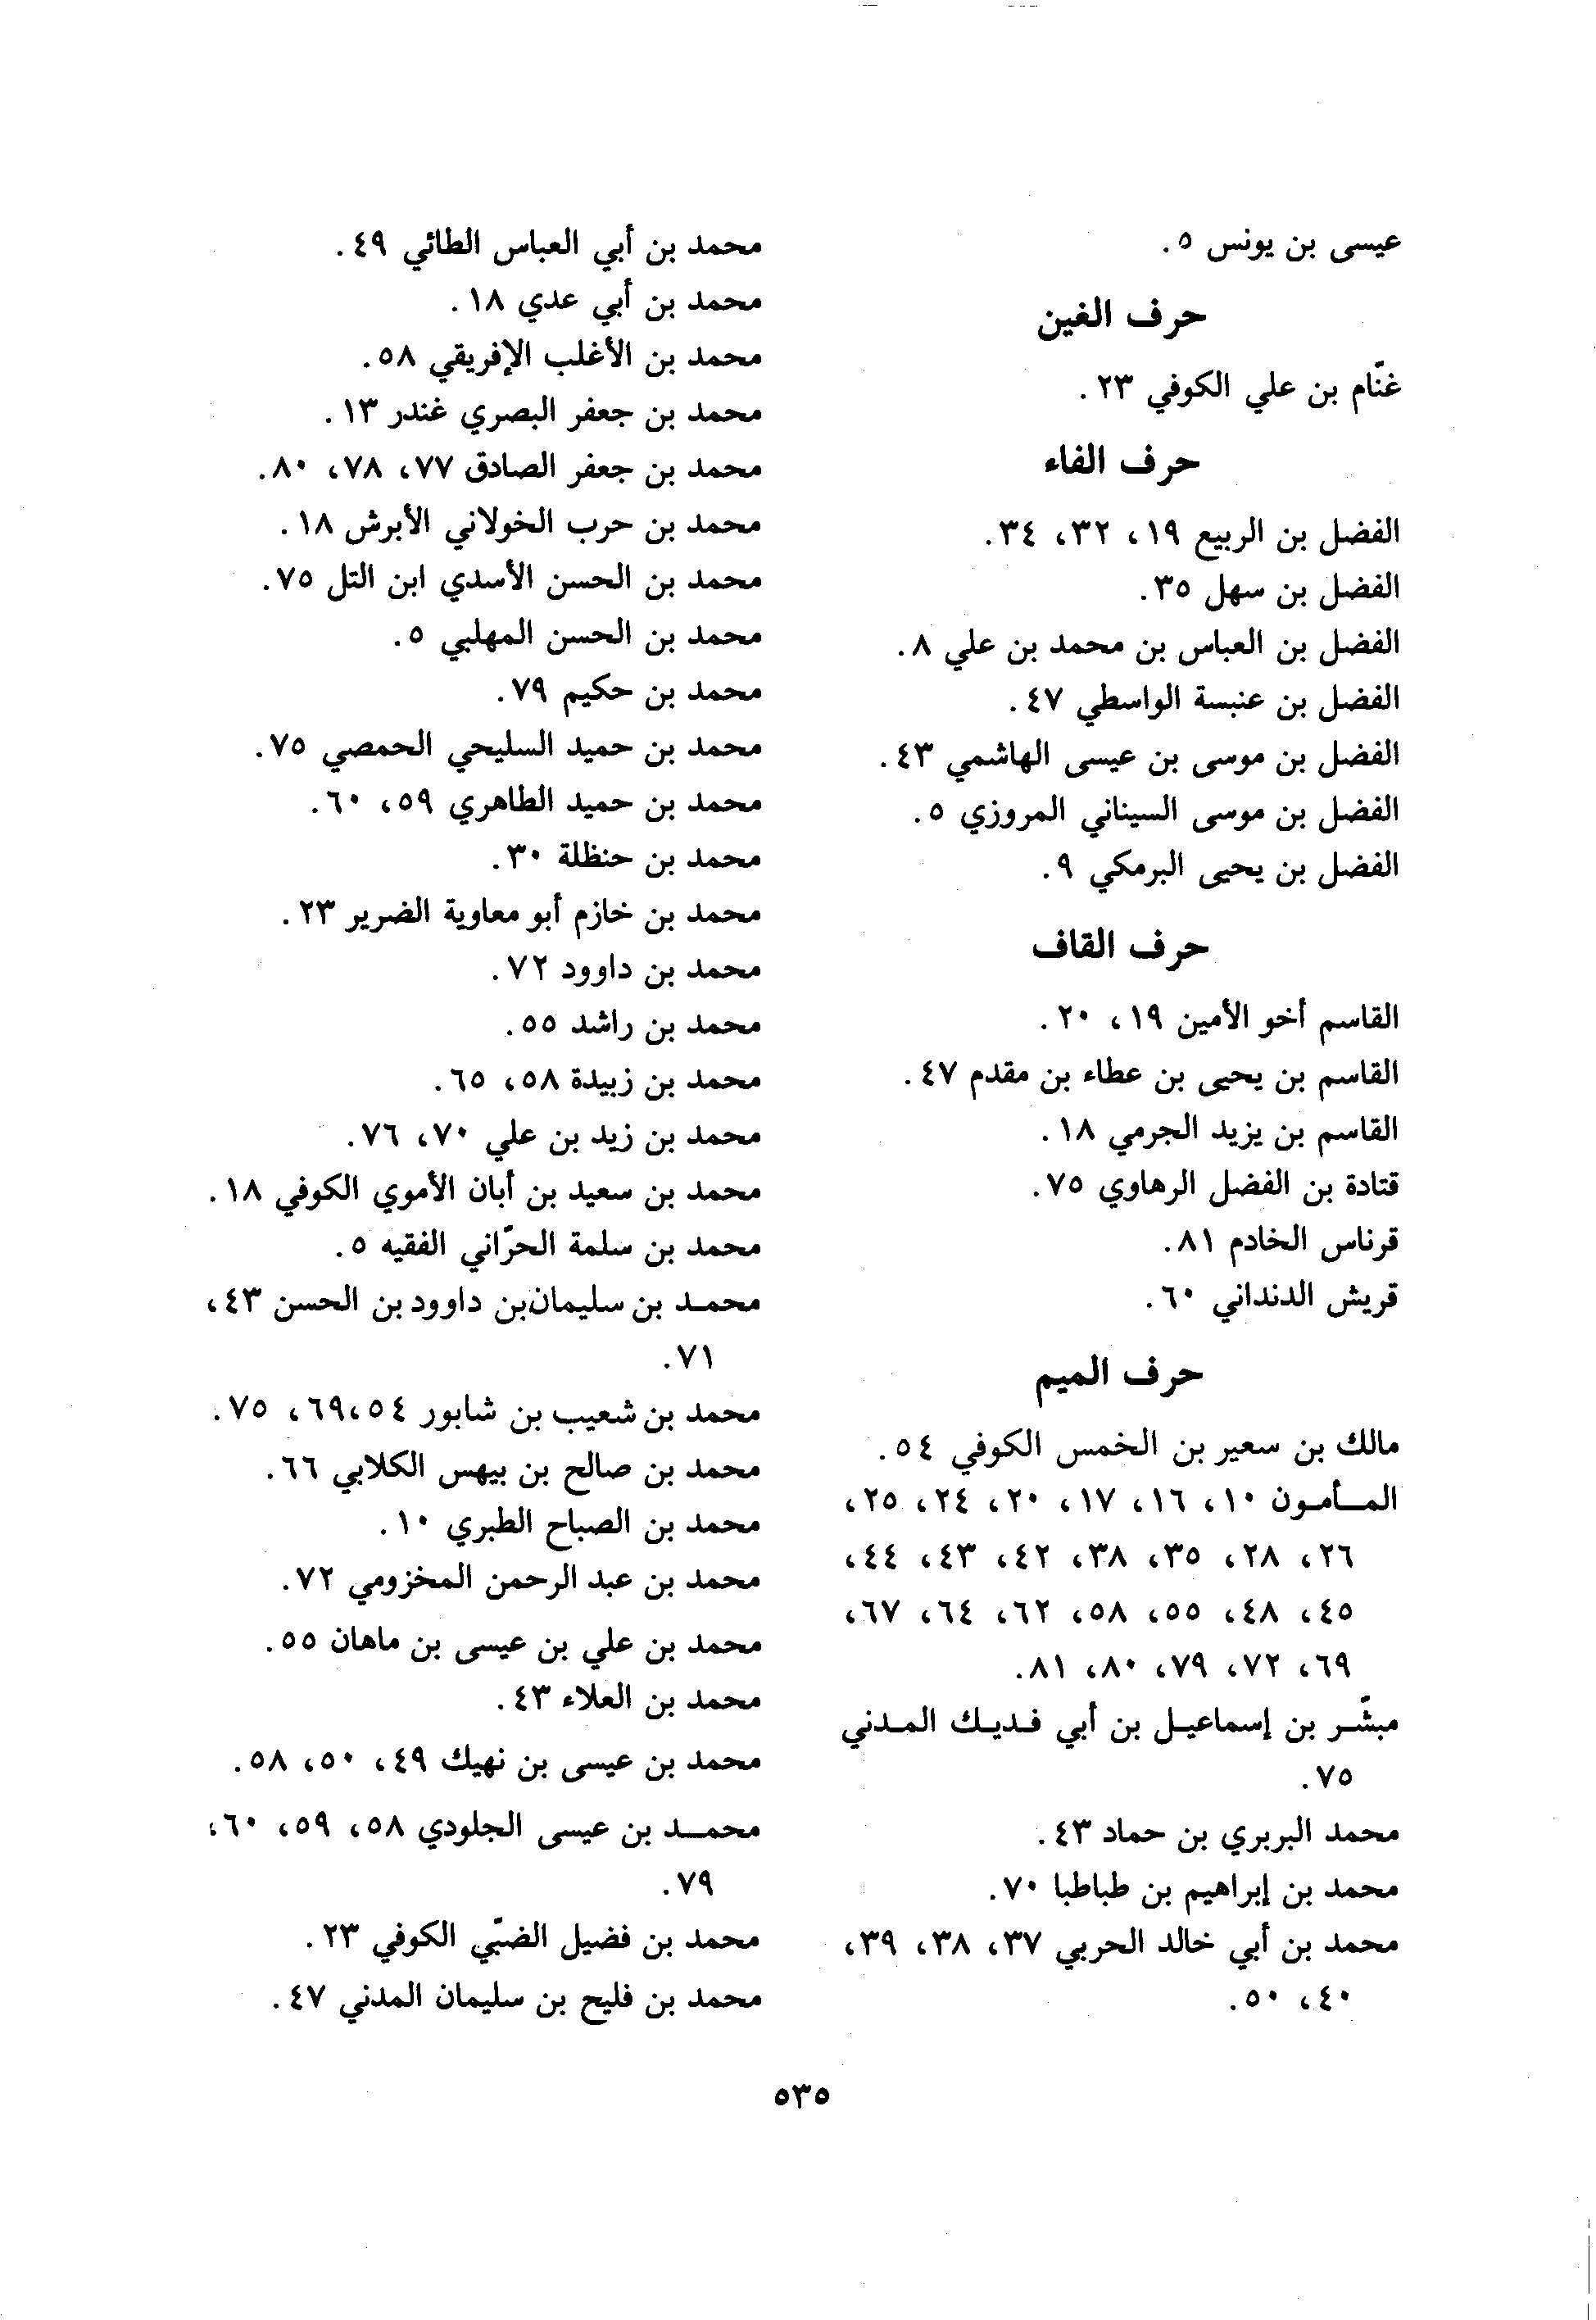 عيسى بن يونس ٥.
حرف الغين
غنّام بن علي الكوفي ٢٣.
حرف الفاء
الفضل بن الربيع ١٩، ٣٢، ٣٤.
الفضل بن سهل ٣٥.
الفضل بن العباس بن محمد بن علي ٨.
الفضل بن عنبسة الواسطي ٤٧.
الفضل بن موسى بن عيسى الهاشمي ٤٣.
الفضل بن موسى السيناني المروزي ٥.
الفضل بن يحيى البرمكي ٩.
حرف القاف
القاسم أخو الأمين ١٩، ٢٠.
القاسم بن يحيى بن عطاء بن مقدم ٤٧.
القاسم بن يزيد الجرمي ١٨.
قتادة بن الفضل الرهاوي ٧٥.
قرناس الخادم ٨١.
قريش الدنداني ٦٠.
حرف الميم
مالك بن سعير بن الخمس الكوفي ٥٤.
المـأمـون ١٠، ١٦، ١٧، ٢٠، ٢٤، ٢٥،
٢٦، ٢٨، ٣٥، ٣٨، ٤٢، ٤٣، ٤٤،
٤٥، ٤٨، ٥٥، ٥٨، ٦٢، ٦٤، ٦٧،
٦٩، ٧٢، ٧٩، ٨٠، ٨١.
مبشّـر بن إسماعيـل بن أبي فـديـك المـدني
٧٥.
محمد البربري بن حماد ٤٣.
محمد بن إبراهيم بن طباطبا ٧٠.
محمد بن أبي خالد الحربي ٣٧، ٣٨، ٣٩،
٤٠، ٥٠.
محمد بن أبي العباس الطائي ٤٩.
محمد بن أبي عدي ١٨.
محمد بن الأغلب الإفريقي ٥٨.
محمد بن جعفر البصري غندر ١٣.
محمد بن جعفر الصادق ٧٧، ٧٨، ٨٠.
محمد بن حرب الخولاني الأبرش ١٨.
محمد بن الحسن الأسدي ابن التل ٧٥.
محمد بن الحسن المهلبي ٥.
محمد بن حكيم ٧٩.
محمد بن حميد السليحي الحمصي ٧٥.
محمد بن حميد الطاهري ٥٩، ٦٠.
محمد بن حنظلة ٣٠.
محمد بن خازم أبو معاوية الضرير ٢٣.
محمد بن داوود ٧٢.
محمد بن راشد ٥٥.
محمد بن زبيدة ٥٨، ٦٥.
محمد بن زيد بن علي ٧٠، ٧٦.
محمد بن سعيد بن أبان الأموي الكوفي ١٨.
محمد بن سلمة الحرّاني الفقيه ٥.
محمـد بن سليمان بن داوود بن الحسن ٤٣،
٧١.
محمد بن شعيب بن شابور ٥٤، ٦٩، ٧٥.
محمد بن صالح بن بيهس الكلابي ٦٦.
محمد بن الصباح الطبري ١٠.
محمد بن عبد الرحمن المخزومي ٧٢.
محمد بن علي بن عيسى بن ماهان ٥٥.
محمد بن العلاء ٤٣.
محمد بن عيسى بن نهيك ٤٩، ٥٠، ٥٨.
محمــد بن عيسى الجلودي ٥٨، ٥٩، ٦٠،
٧٩.
محمد بن فضيل الضبّي الكوفي ٢٣.
محمد بن فليح بن سليمان المدني ٤٧.
٥٣٥